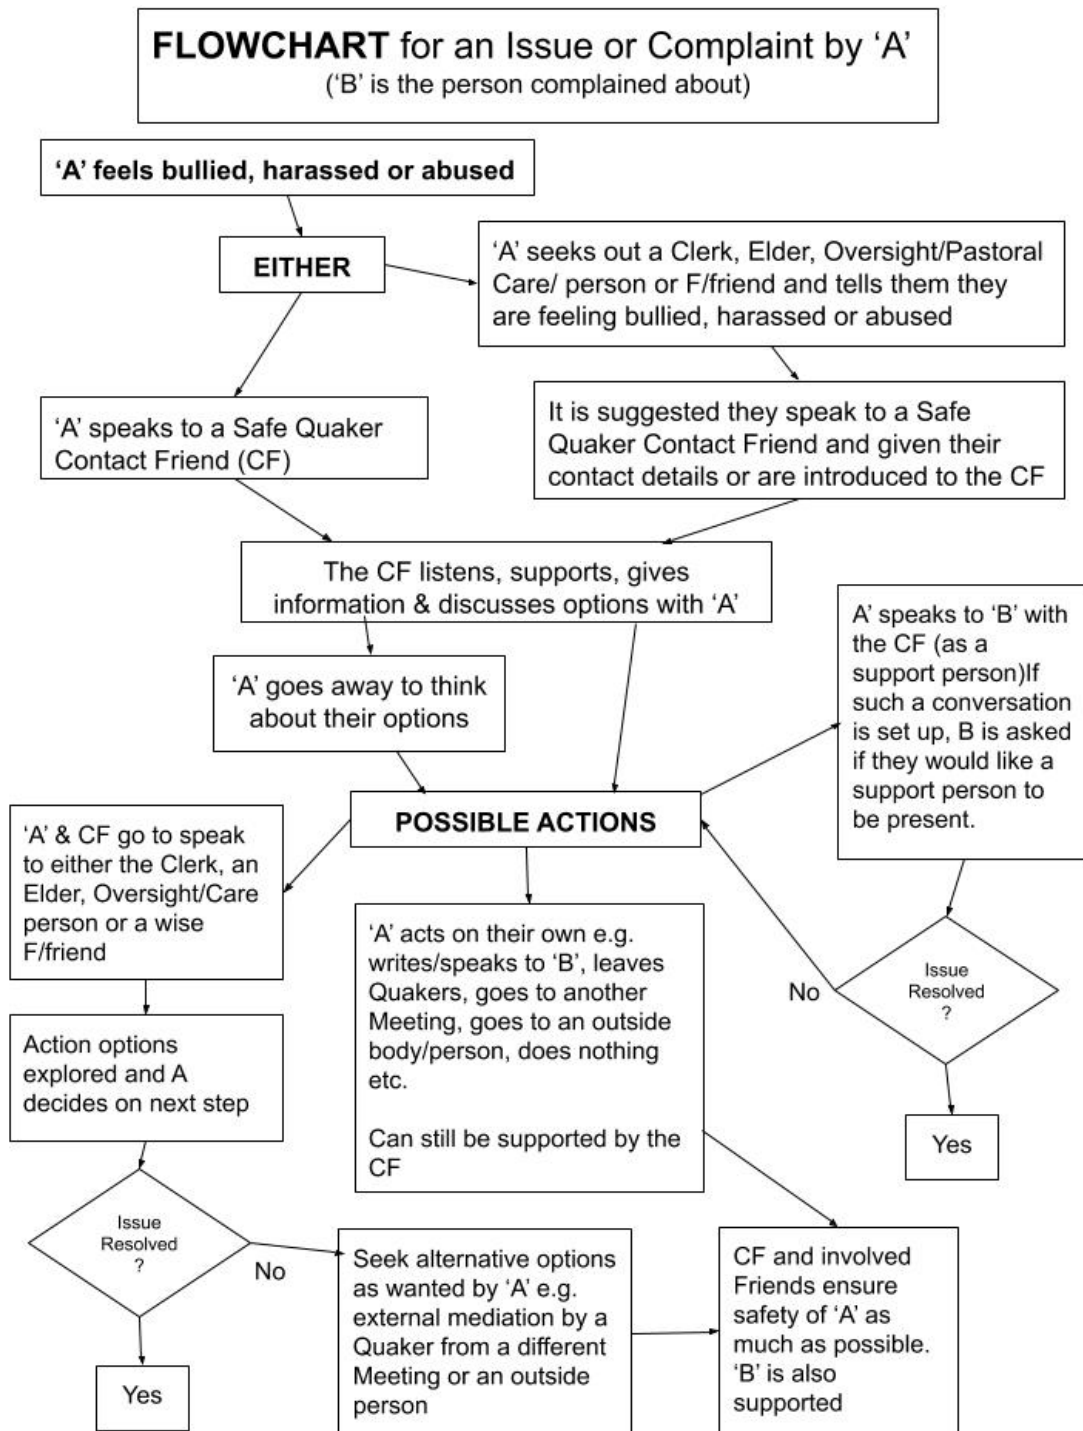 FLOWCHART for an Issue or Complaint by ‘A’
(‘B’ is the person complained about)
‘A’ feels bullied, harassed or abused
EITHER
‘A’ seeks out a Clerk, Elder, Oversight/Pastoral
Care/ person or F/friend and tells them they
are feeling bullied, harassed or abused
‘A’ speaks to a Safe Quaker
Contact Friend (CF)
It is suggested they speak to a Safe
Quaker Contact Friend and given their
contact details or are introduced to the CF
The CF listens, supports, gives
information & discusses options with ‘A’
‘A’ goes away to think
about their options
A’ speaks to ‘B’ with
the CF (as a
support person)If
such a conversation
is set up, B is asked
if they would like a
support person to
be present.
POSSIBLE ACTIONS
‘A’ & CF go to speak
to either the Clerk, an
Elder, Oversight/Care
person or a wise
F/friend
‘A’ acts on their own e.g.
writes/speaks to ‘B’, leaves
Quakers, goes to another
Meeting, goes to an outside
body/person, does nothing
etc.
Can still be supported by the
CF
Issue
Resolved
?
No
Yes
Action options
explored and A
decides on next step
Issue
Resolved
?
No
Yes
Seek alternative options
as wanted by ‘A’ e.g.
external mediation by a
Quaker from a different
Meeting or an outside
person
CF and involved
Friends ensure
safety of ‘A’ as
much as possible.
‘B’ is also
supported